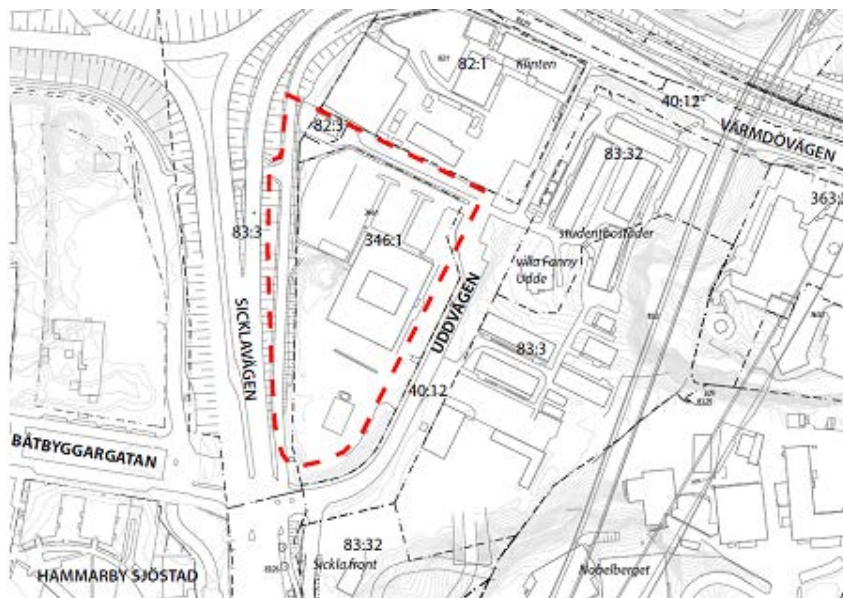 82:1
Klinten
40:12
VÄRMDÖVÄGEN
82:3
83:32
363:
83:3
346:1
studentbostäder
villa Fanny
Udde
SICKLAVÄGEN
UDDVÄGEN
83:3
40:12
BÅTBYGGARGATAN
83:32
Sickla front
Nobelberget
HAMMARBY SJÖSTAD